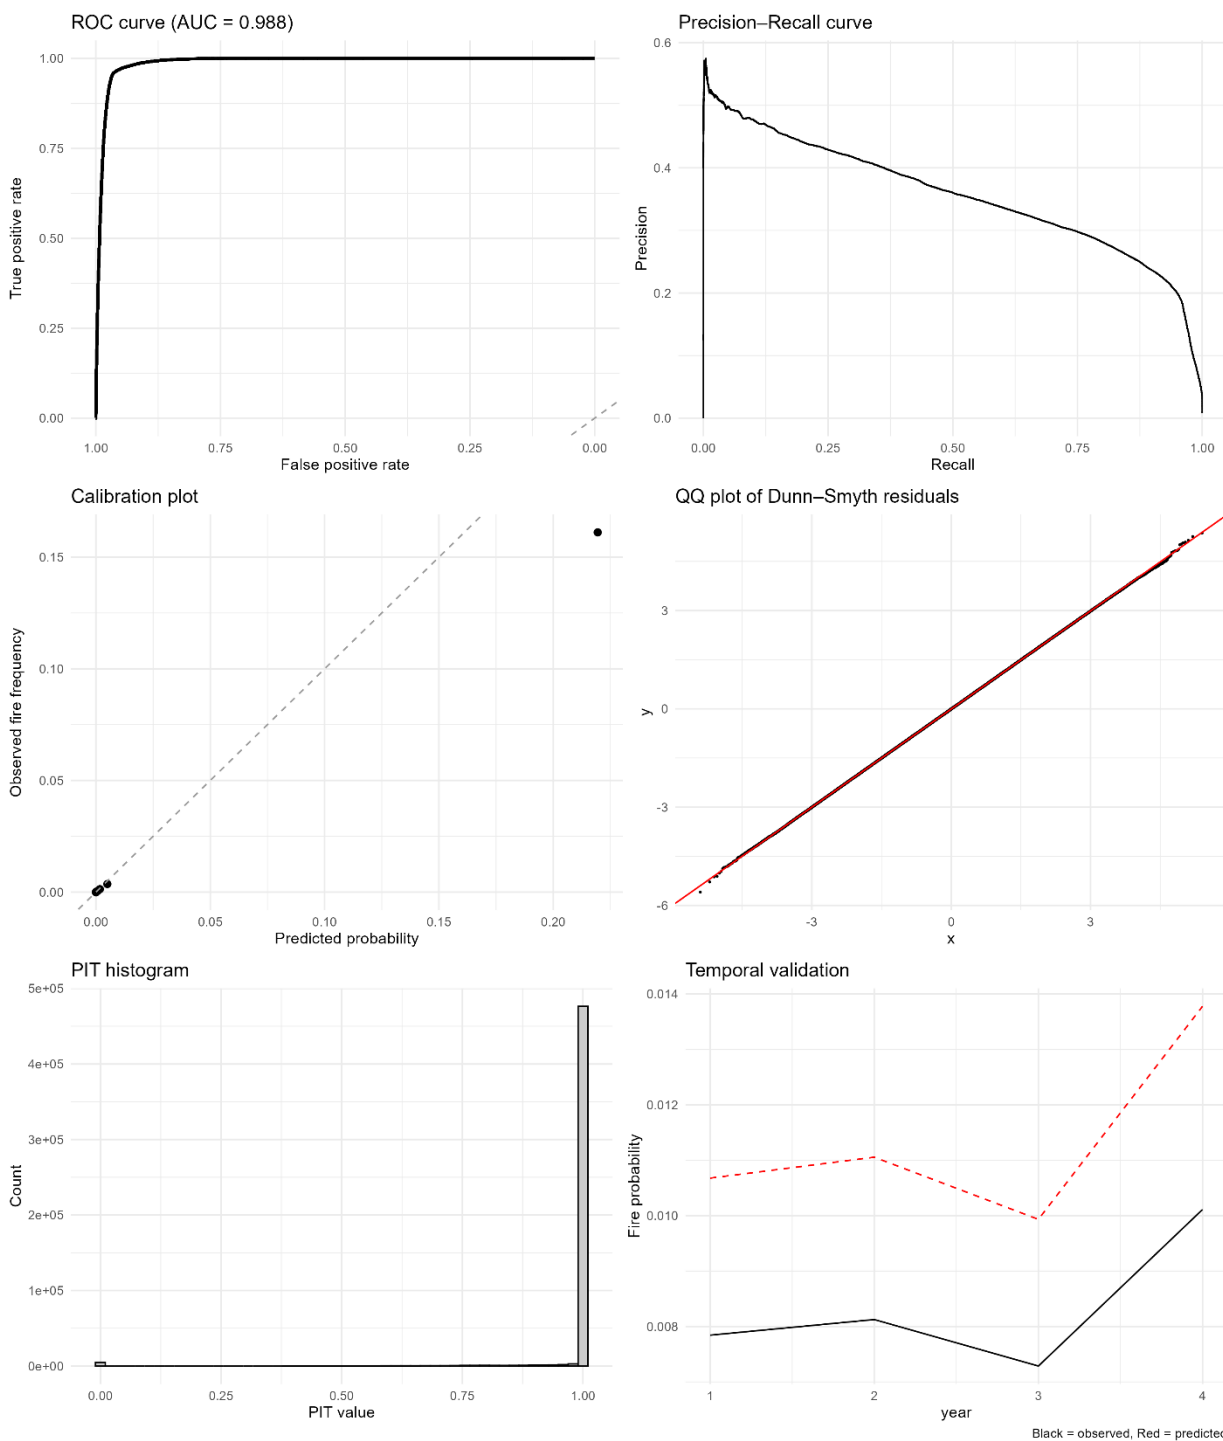 ROC curve (AUC = 0.988)
1.00
0.75
0.50
0.25
0.00
True positive rate
1.00 0.75 0.50 0.25 0.00
False positive rate
Precision–Recall curve
0.6
0.4
0.2
0.0
Precision
0.00 0.25 0.50 0.75 1.00
Recall
Calibration plot
0.15
0.10
0.05
0.00
Observed fire frequency
0.00 0.05 0.10 0.15 0.20
Predicted probability
QQ plot of Dunn–Smyth residuals
3
0
-3
-6
y
-3 0 3
x
PIT histogram
5e+05
4e+05
3e+05
2e+05
1e+05
0e+00
Count
0.00 0.25 0.50 0.75 1.00
PIT value
Temporal validation
0.014
0.012
0.010
0.008
Fire probability
1 2 3 4
year
Black = observed, Red = predicted